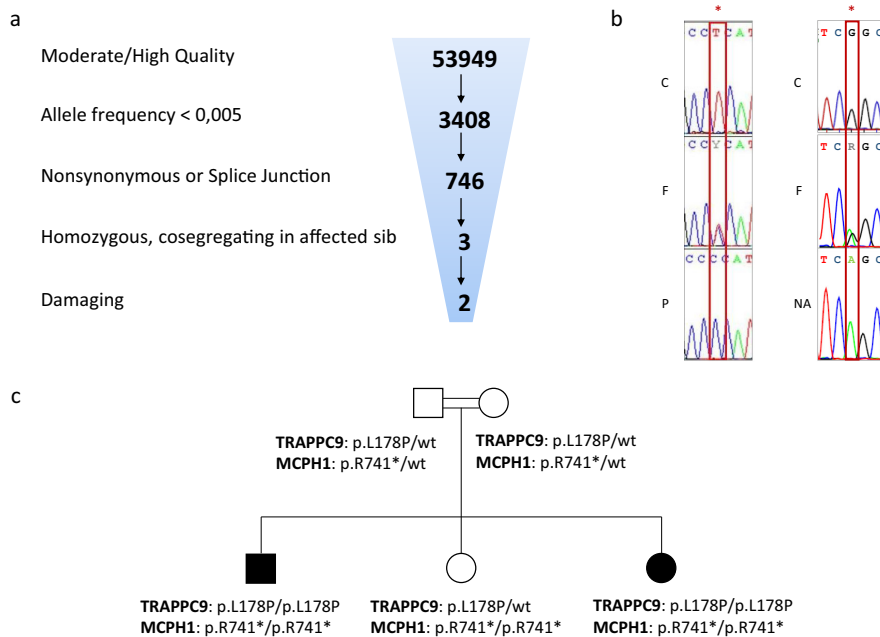 a
Moderate/High Quality
53949
Allele frequency < 0,005
3408
Nonsynonymous or Splice Junction
746
Homozygous, cosegregating in affected sib
3
Damaging
2
b
*
*
C C T C A T
T C G G C
C
C
C C Y C A T
T C R G C
F
F
C C C C A T
T C A G C
P
NA
c
TRAPPC9: p.L178P/wt
MCPH1: p.R741*/wt
TRAPPC9: p.L178P/wt
MCPH1: p.R741*/wt
TRAPPC9: p.L178P/p.L178P
MCPH1: p.R741*/p.R741*
TRAPPC9: p.L178P/wt
MCPH1: p.R741*/p.R741*
TRAPPC9: p.L178P/p.L178P
MCPH1: p.R741*/p.R741*